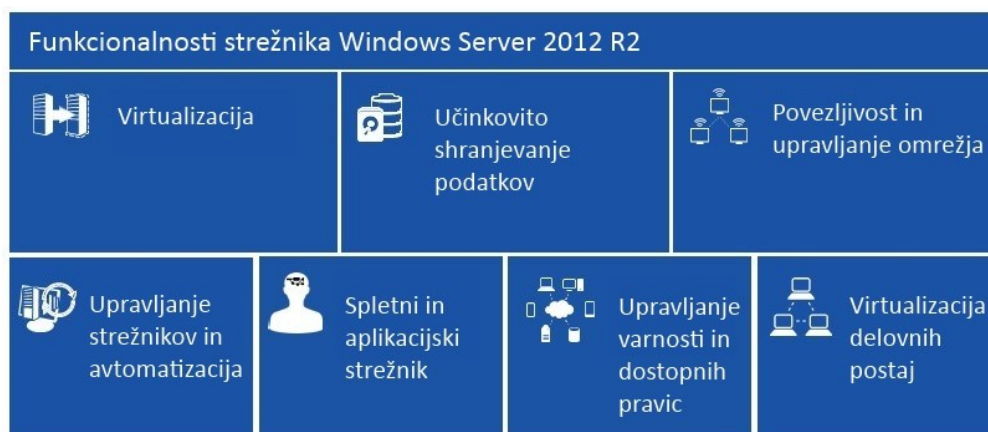 Funkcionalnosti strežnika Windows Server 2012 R2
Virtualizacija
Učinkovito
shranjevanje
podatkov
Povezljivost in
upravljanje omrežja
Upravljanje
strežnikov in
avtomatizacija
Spletni in
aplikacijski
strežnik
Upravljanje
varnosti in
dostopnih
pravic
Virtualizacija
delovnih
postaj